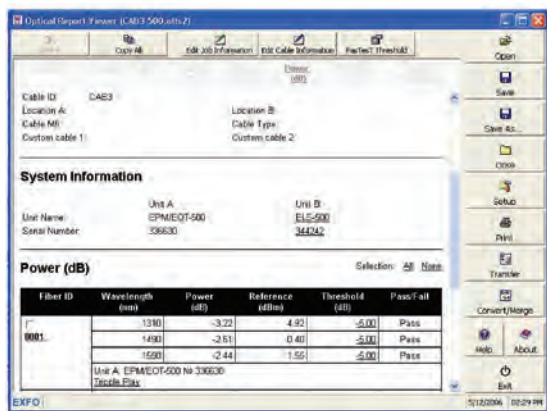 Optical Report Viewer (CAB3-500.olts2)
Copy All
Edit Job Information
Edit Cable Information
FasTesT Threshold
Open
Power
(dB)
Cable ID: CAB3
Location A: Location B:
Cable Mfr: Cable Type:
Custom cable 1: Custom cable 2:
Save
Save As...
Close
System Information
Unit A: Unit B:
Unit Name: EPM/EOT-500 ELS-500
Serial Number: 336630 344242
Setup
Print
Power (dB) Selection: All None
Transfer
Fiber ID Wavelength (nm) Power (dB) Reference (dBm) Threshold (dB) Pass/Fail
Convert/Merge
0001 1310 -3.22 4.92 -5.00 Pass
1490 -2.51 0.40 -5.00 Pass
1550 -2.44 1.55 -5.00 Pass
Help About
Unit A: EPM/EOT-500 № 336630
Triple Play
Exit
EXFO 5/12/2006 02:29 PM